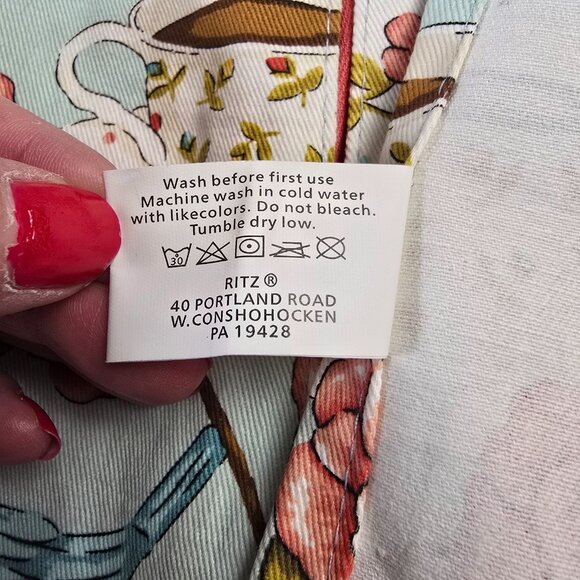 Wash before first use
Machine wash in cold water
with likecolors. Do not bleach.
Tumble dry low.
30
RITZ ®
40 PORTLAND ROAD
W.CONSHOHOCKEN
PA 19428